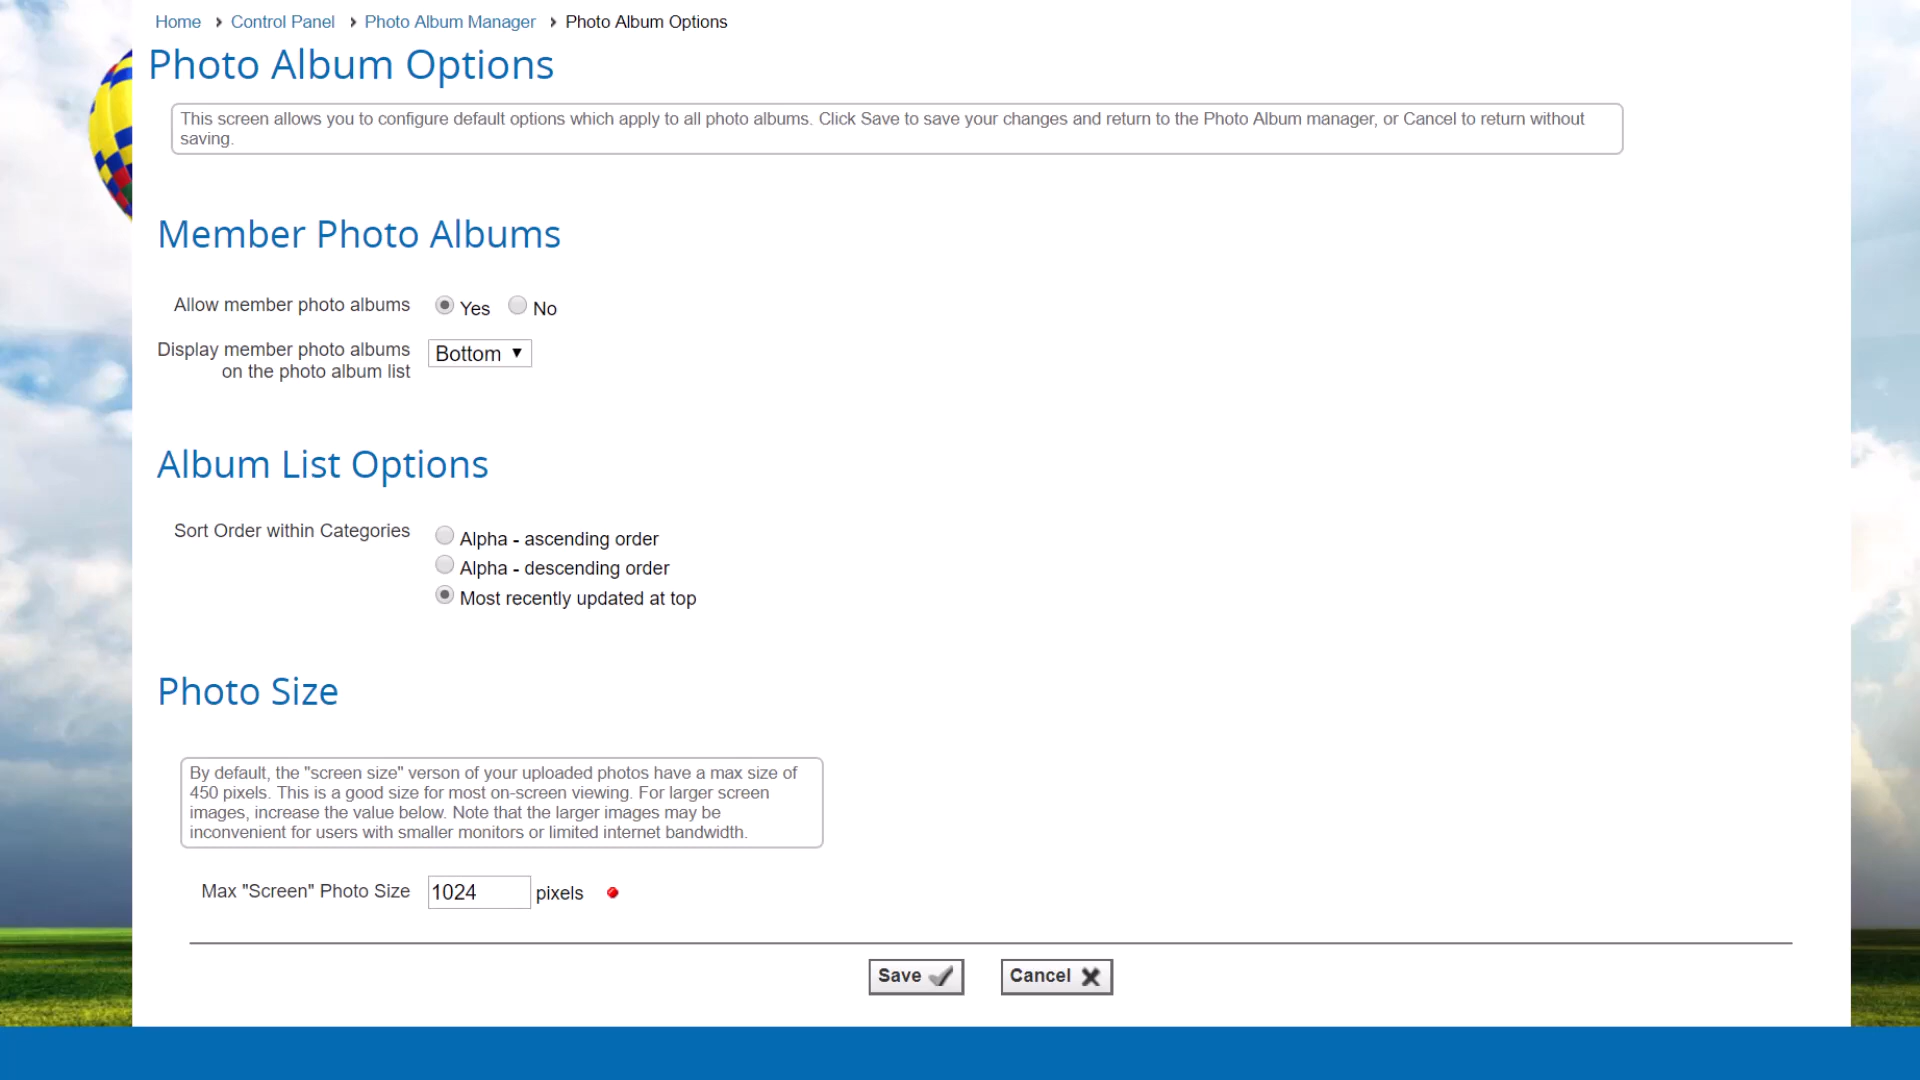 Home › Control Panel › Photo Album Manager › Photo Album Options
Photo Album Options
This screen allows you to configure default options which apply to all photo albums. Click Save to save your changes and return to the Photo Album manager, or Cancel to return without
saving.
Member Photo Albums
Allow member photo albums Yes No
Display member photo albums
on the photo album list
Bottom
Album List Options
Sort Order within Categories
Alpha - ascending order
Alpha - descending order
Most recently updated at top
Photo Size
By default, the "screen size" verson of your uploaded photos have a max size of
450 pixels. This is a good size for most on-screen viewing. For larger screen
images, increase the value below. Note that the larger images may be
inconvenient for users with smaller monitors or limited internet bandwidth.
Max "Screen" Photo Size 1024 pixels
Save Cancel